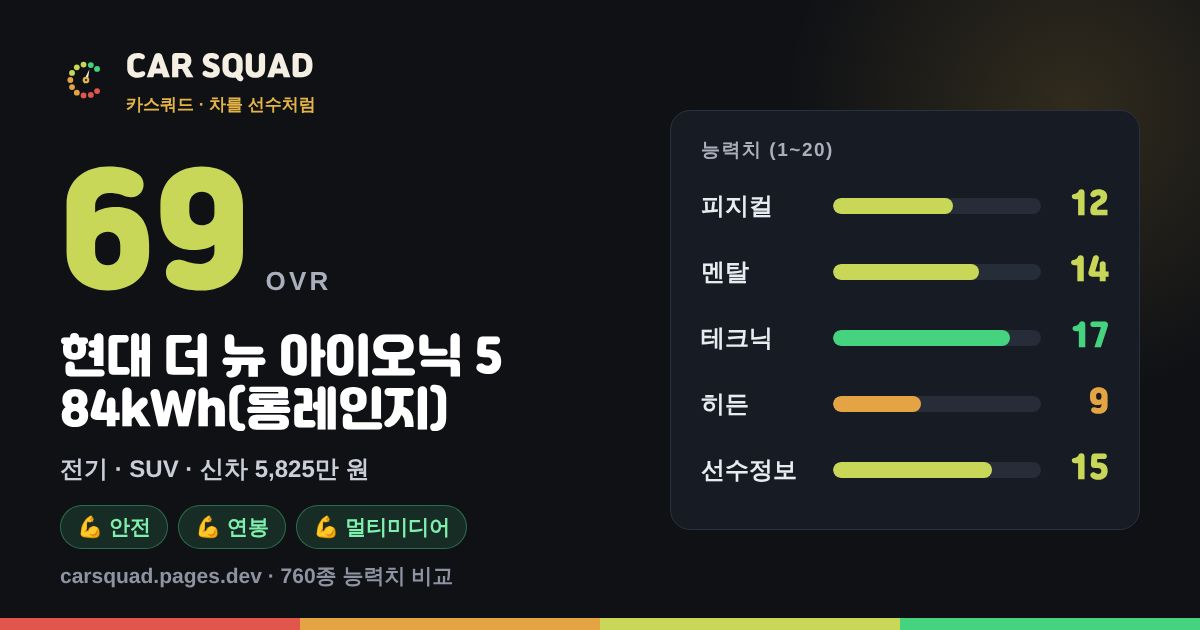 CAR SQUAD
카스쿼드 · 차를 선수처럼
69 OVR
현대 더 뉴 아이오닉 5
84kWh(롱레인지)
전기 · SUV · 신차 5,825만 원
💪 안전 💪 연봉 💪 멀티미디어
carsquad.pages.dev · 760종 능력치 비교
능력치 (1~20)
피지컬 12
멘탈 14
테크닉 17
히든 9
선수정보 15